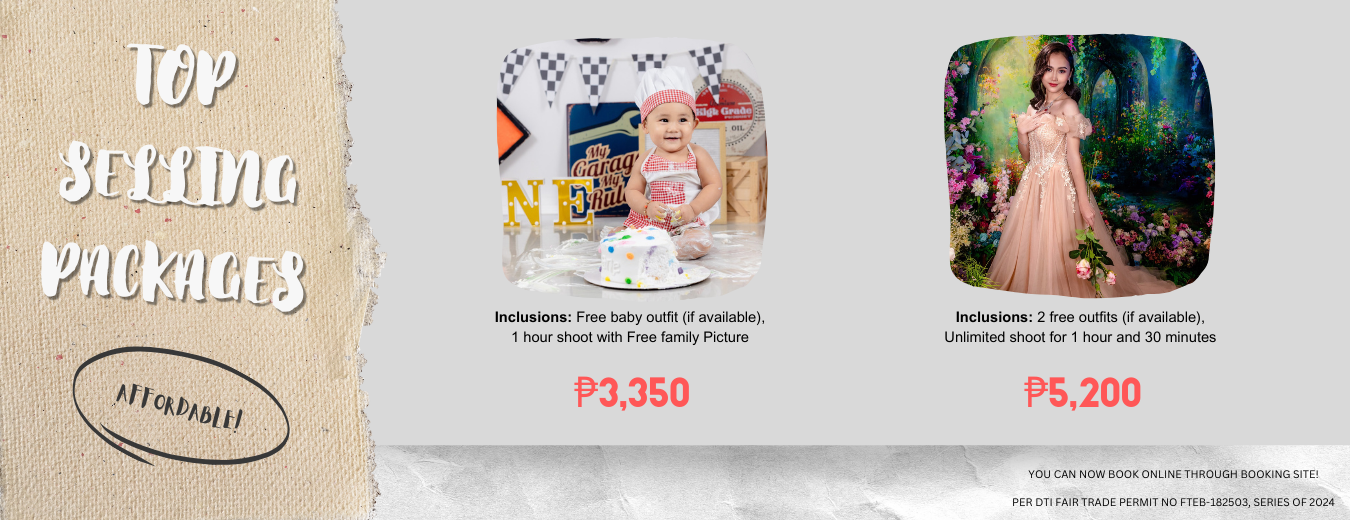 TOP
SELLING
PACKAGES
AFFORDABLE!
My
Garage
My
Rule
High Grade
OIL
NE
K
Inclusions: Free baby outfit (if available),
1 hour shoot with Free family Picture
₱3,350
Inclusions: 2 free outfits (if available),
Unlimited shoot for 1 hour and 30 minutes
₱5,200
YOU CAN NOW BOOK ONLINE THROUGH BOOKING SITE!
PER DTI FAIR TRADE PERMIT NO FTEB-182503, SERIES OF 2024